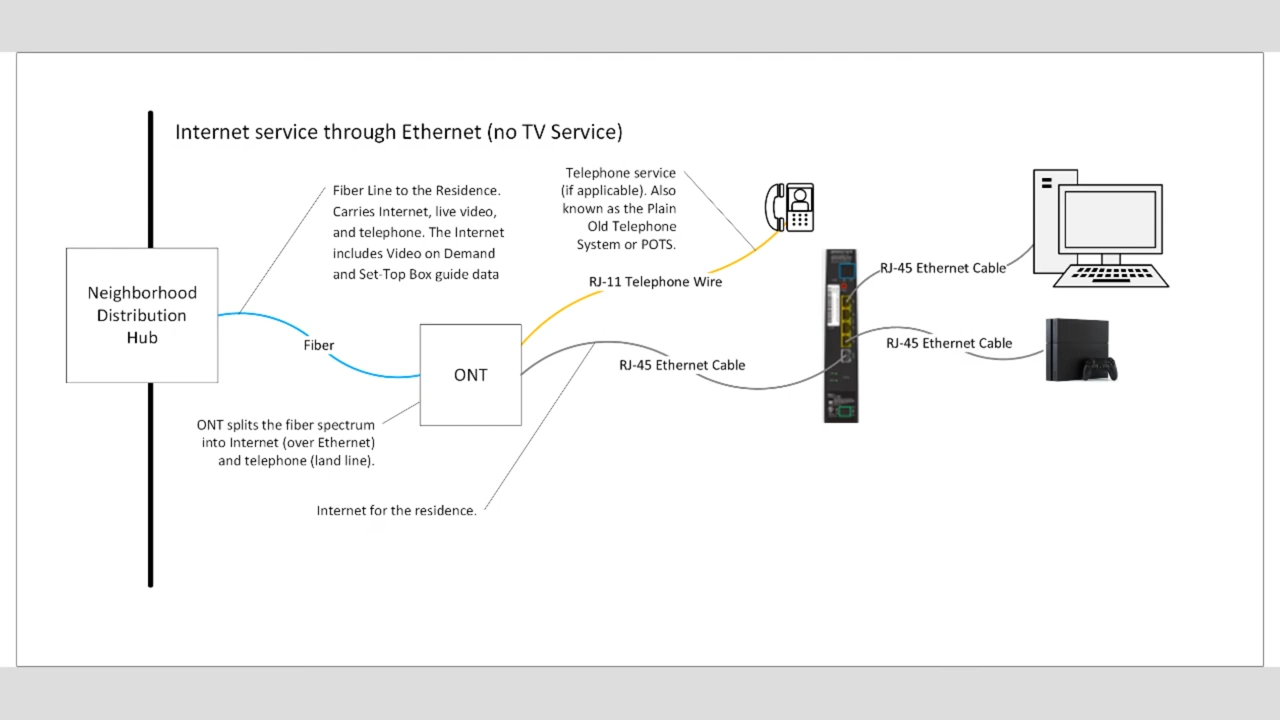 Internet service through Ethernet (no TV Service)
Fiber Line to the Residence.
Carries Internet, live video,
and telephone. The Internet
includes Video on Demand
and Set-Top Box guide data
Telephone service
(if applicable). Also
known as the Plain
Old Telephone
System or POTS.
Neighborhood
Distribution
Hub
Fiber
ONT
RJ-11 Telephone Wire
RJ-45 Ethernet Cable
RJ-45 Ethernet Cable
RJ-45 Ethernet Cable
ONT splits the fiber spectrum
into Internet (over Ethernet)
and telephone (land line).
Internet for the residence.